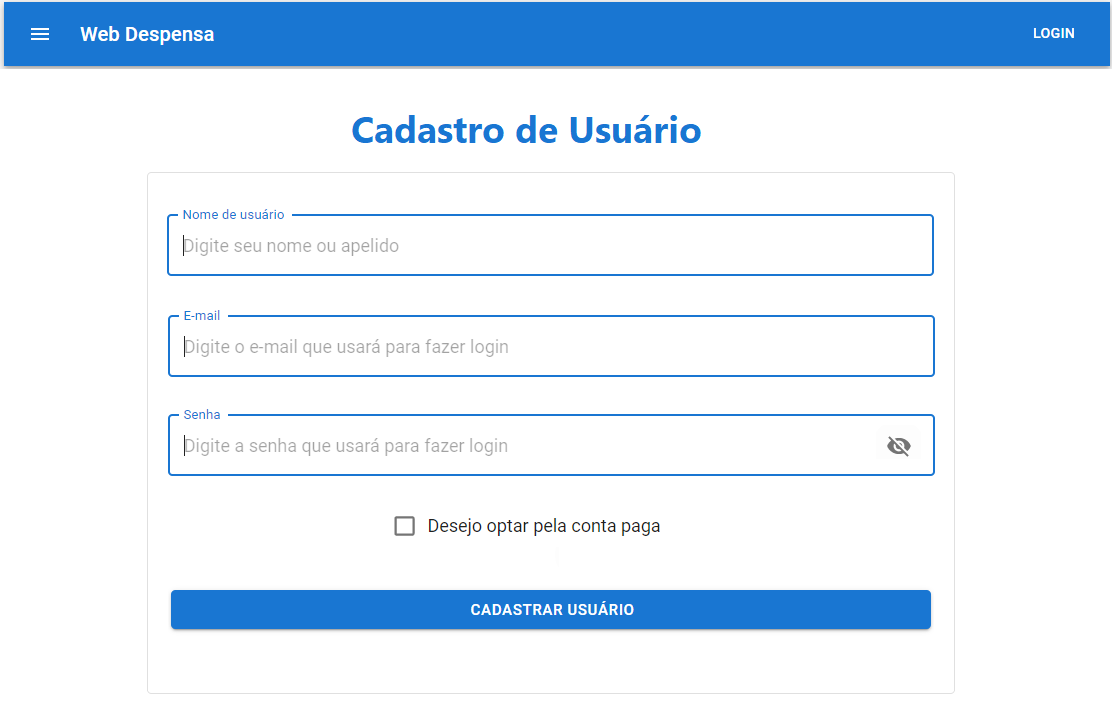 Web Despensa
LOGIN
Cadastro de Usuário
Nome de usuário
Digite seu nome ou apelido
E-mail
Digite o e-mail que usará para fazer login
Senha
Digite a senha que usará para fazer login
Desejo optar pela conta paga
CADASTRAR USUÁRIO